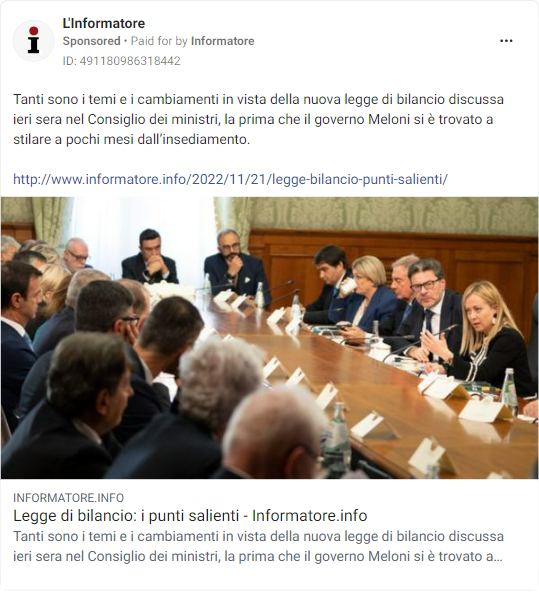 L'Informatore
Sponsored • Paid for by Informatore
ID: 491180986318442
Tanti sono i temi e i cambiamenti in vista della nuova legge di bilancio discussa
ieri sera nel Consiglio dei ministri, la prima che il governo Meloni si è trovato a
stilare a pochi mesi dall’insediamento.
http://www.informatore.info/2022/11/21/legge-bilancio-punti-salienti/
INFORMATORE.INFO
Legge di bilancio: i punti salienti - Informatore.info
Tanti sono i temi e i cambiamenti in vista della nuova legge di bilancio discussa
ieri sera nel Consiglio dei ministri, la prima che il governo Meloni si è trovato a...